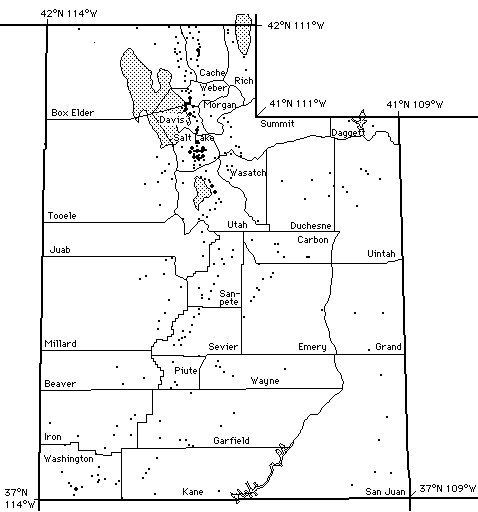 42°N 114°W
42°N 111°W
Cache
Rich
Weber
Morgan
41°N 111°W
41°N 109°W
Box Elder
Davis
Summit
Daggett
Salt Lake
Wasatch
Tooele
Utah
Duchesne
Carbon
Juab
Uintah
San-
pete
Millard
Sevier
Emery
Grand
Piute
Wayne
Beaver
Iron
Garfield
Washington
37°N
114°W
Kane
San Juan
37°N 109°W